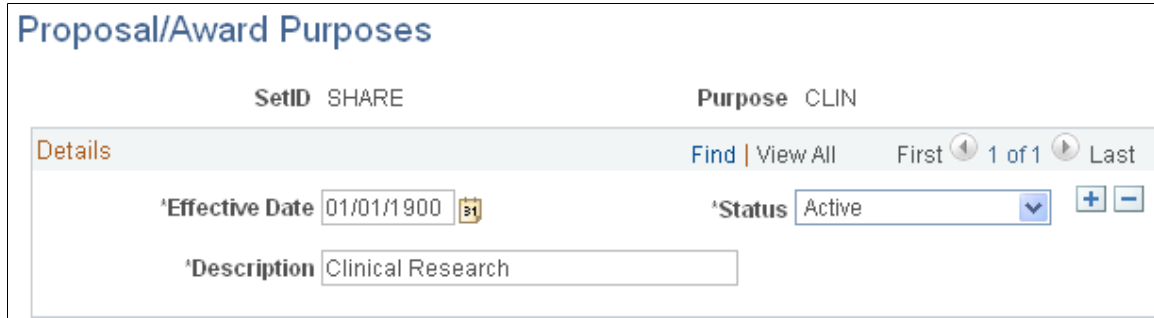 Proposal/Award Purposes
SetID SHARE Purpose CLIN
Details Find | View All First 1 of 1 Last
*Effective Date 01/01/1900 31 *Status Active
*Description Clinical Research